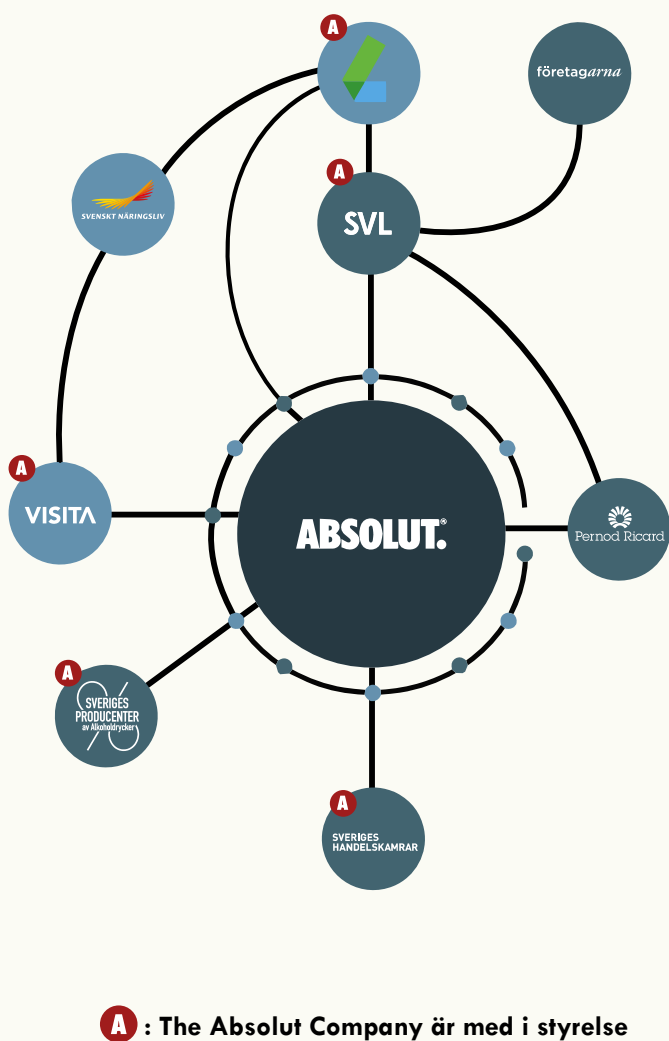 A
företagarna
A
SVENSKT NÄRINGSLIV
SVL
A
VISITA
ABSOLUT.®
Pernod Ricard
A
SVERIGES
PRODUCENTER
av Alkoholdrycker
A
SVERIGES
HANDELSKAMRAR
A : The Absolut Company är med i styrelse